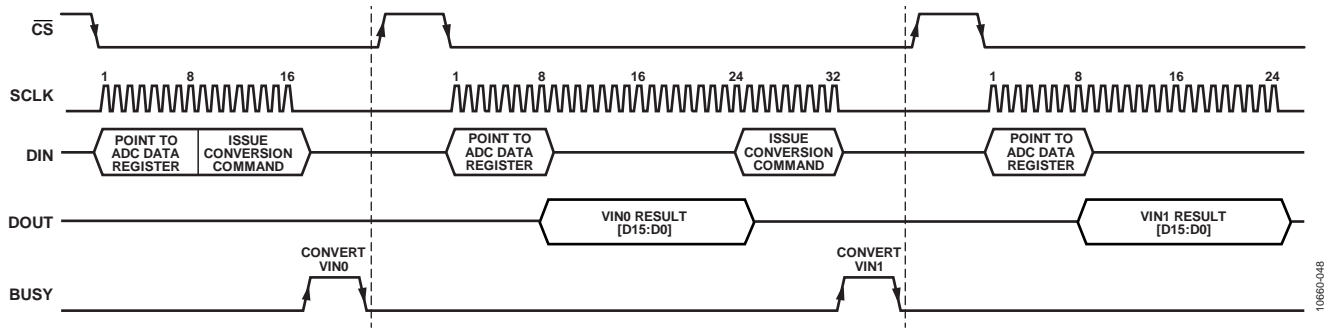 CS
1 8 16 1 8 16 24 32 1 8 16 24
SCLK
POINT TO
ADC DATA
REGISTER
ISSUE
CONVERSION
COMMAND
POINT TO
ADC DATA
REGISTER
ISSUE
CONVERSION
COMMAND
POINT TO
ADC DATA
REGISTER
DIN
DOUT
VIN0 RESULT
[D15:D0]
VIN1 RESULT
[D15:D0]
CONVERT
VIN0
CONVERT
VIN1
BUSY
10660-048